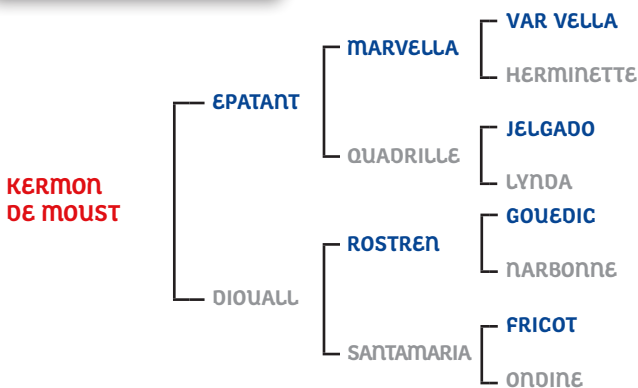 VAR VELLA
MARVELLA
HERMINETTE
EPATANT
JELGADO
QUADRILLE
LYNDA
KERMON
DE MOUST
GOUEDIC
ROSTREN
NARBONNE
DIOUALL
FRICOT
SANTAMARIA
ONDINE